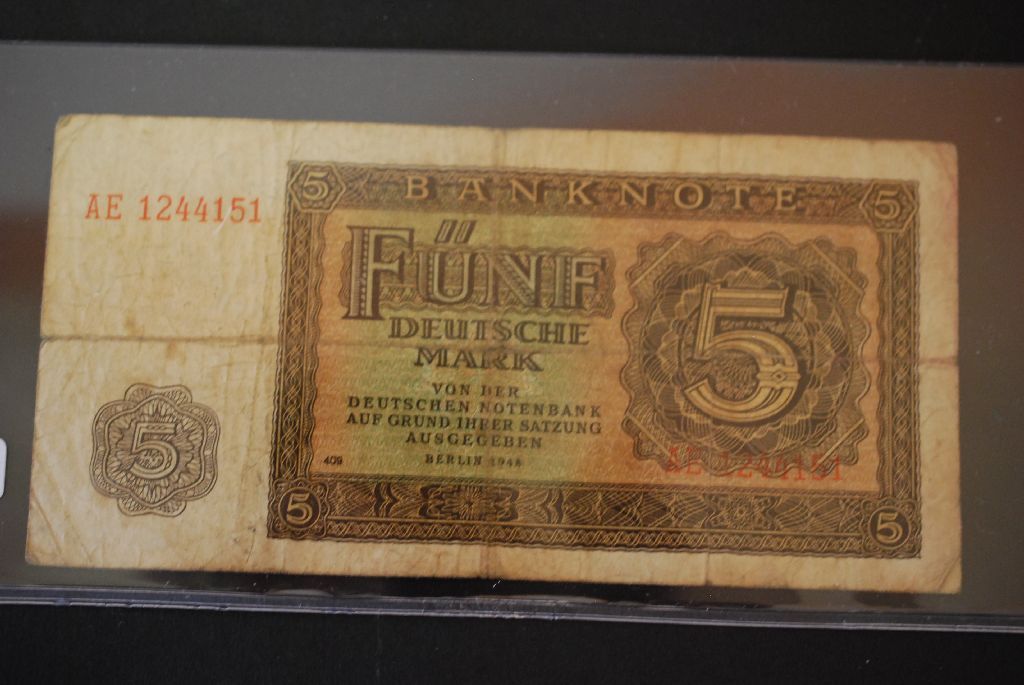 5 BANKNOTE 5
AE 1244151
FÜNF
DEUTSCHE
MARK
5
VON DER
DEUTSCHEN NOTENBANK
AUF GRUND IHRER SATZUNG
AUSGEGEBEN
BERLIN 1948
409
AE 1244151
5
5
5